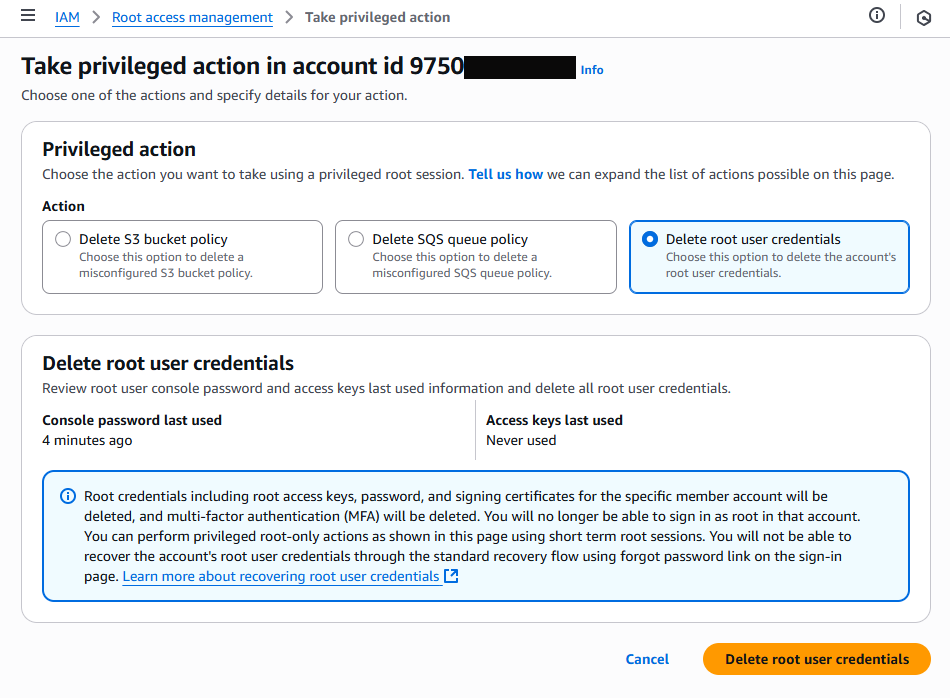 IAM > Root access management > Take privileged action
Take privileged action in account id 9750 Info
Choose one of the actions and specify details for your action.
Privileged action
Choose the action you want to take using a privileged root session. Tell us how we can expand the list of actions possible on this page.
Action
Delete S3 bucket policy
Choose this option to delete a
misconfigured S3 bucket policy.
Delete SQS queue policy
Choose this option to delete a
misconfigured SQS queue policy.
Delete root user credentials
Choose this option to delete the account's
root user credentials.
Delete root user credentials
Review root user console password and access keys last used information and delete all root user credentials.
Console password last used
4 minutes ago
Access keys last used
Never used
Root credentials including root access keys, password, and signing certificates for the specific member account will be
deleted, and multi-factor authentication (MFA) will be deleted. You will no longer be able to sign in as root in that account.
You can perform privileged root-only actions as shown in this page using short term root sessions. You will not be able to
recover the account's root user credentials through the standard recovery flow using forgot password link on the sign-in
page. Learn more about recovering root user credentials
Cancel
Delete root user credentials